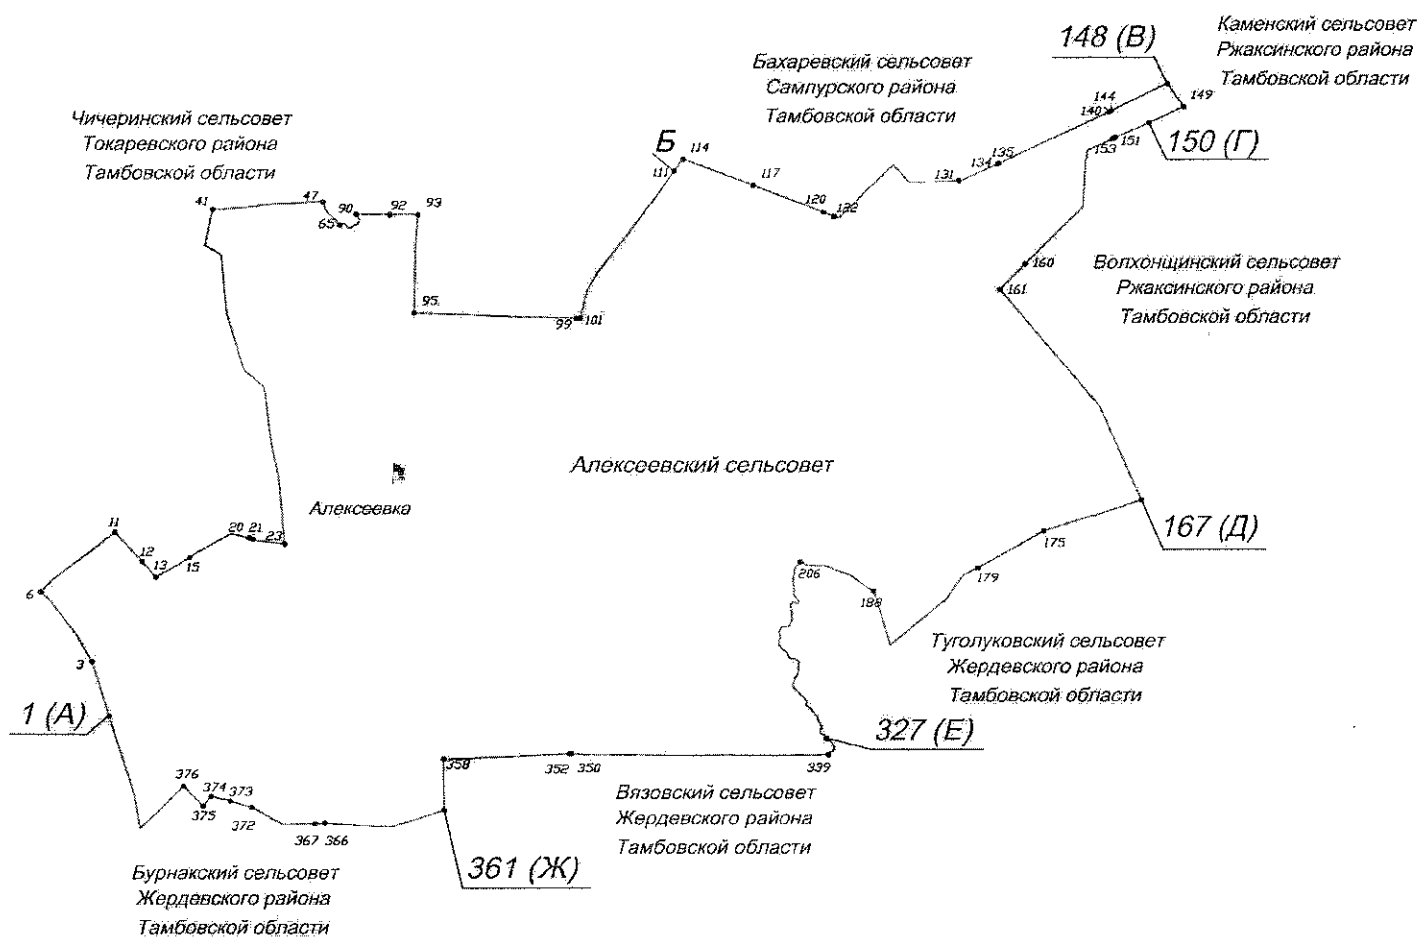 Каменский сельсовет
Ржаксинского района
Тамбовской области
148 (В)
Бахаревский сельсовет
Сампурского района
Тамбовской области
144
140
149
150 (Г)
151
153
Чичеринский сельсовет
Токаревского района
Тамбовской области
Б
114
111
117
135
134
131
120
122
41
47
65
90
92
93
95
99
101
160
161
Волхонщинский сельсовет
Ржаксинского района
Тамбовской области
Алексеевский сельсовет
Алексеевка
11
12
13
15
20
21
23
6
3
1 (А)
167 (Д)
175
179
188
206
Туголуковский сельсовет
Жердевского района
Тамбовской области
327 (Е)
339
358
352
350
Вязовский сельсовет
Жердевского района
Тамбовской области
376
374
373
375
372
367
366
361 (Ж)
Бурнакский сельсовет
Жердевского района
Тамбовской области